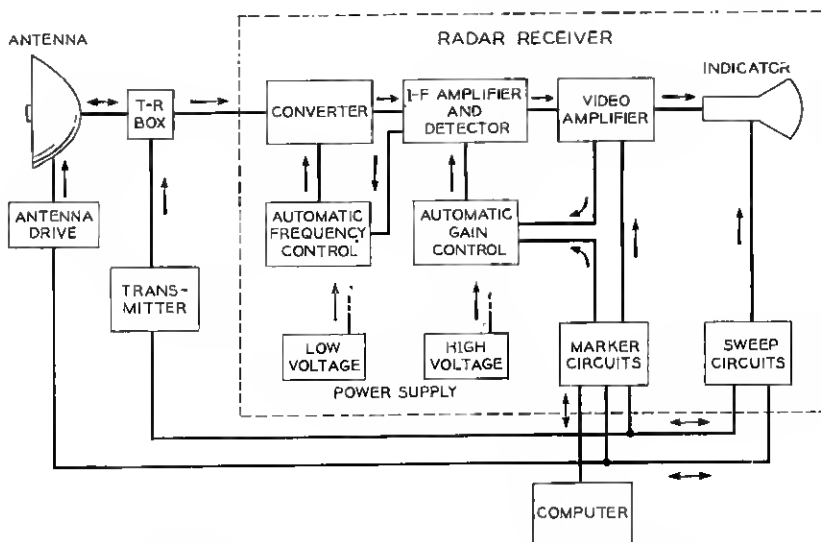 RADAR RECEIVER
ANTENNA
T-R
BOX
CONVERTER
I-F AMPLIFIER
AND
DETECTOR
VIDEO
AMPLIFIER
INDICATOR
ANTENNA
DRIVE
AUTOMATIC
FREQUENCY
CONTROL
AUTOMATIC
GAIN
CONTROL
TRANS-
MITTER
LOW
VOLTAGE
HIGH
VOLTAGE
MARKER
CIRCUITS
SWEEP
CIRCUITS
POWER SUPPLY
COMPUTER